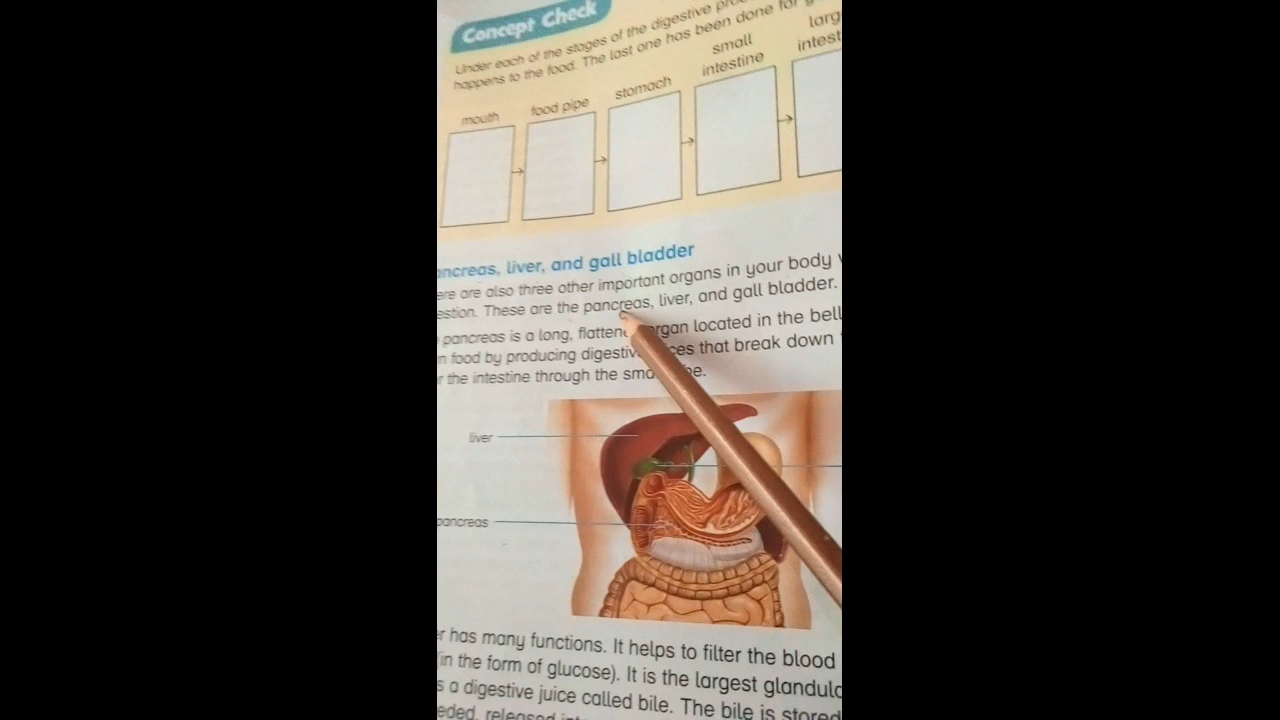 Concept Check
Under each of the stages of the digestive
happens to the food. The last one has been done for
mouth
food pipe
stomach
small
intestine
larg
intest
ancreas, liver, and gall bladder
ere are also three other important organs in your body
estion. These are the pancreas, liver, and gall bladder.
pancreas is a long, organ located in the bell
n food by producing that break down
r the intestine through the
liver
pancreas
er has many functions. It helps to filter the blood
(in the form of glucose). It is the largest glandula
s a digestive juice called bile. The bile is stored
eded, released